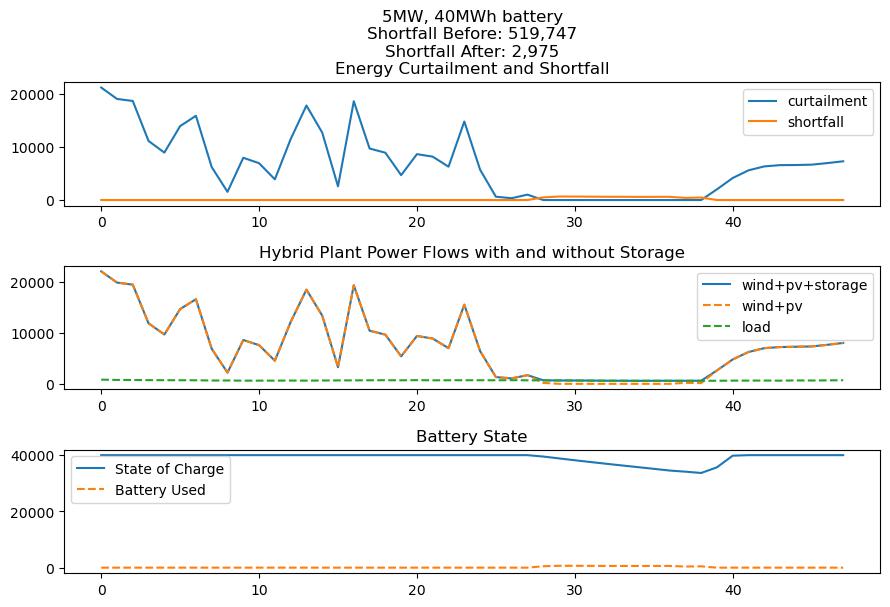 5MW, 40MWh battery
Shortfall Before: 519,747
Shortfall After: 2,975
Energy Curtailment and Shortfall
20000
10000
0
curtailment
shortfall
0 10 20 30 40
Hybrid Plant Power Flows with and without Storage
20000
10000
0
wind+pv+storage
wind+pv
load
0 10 20 30 40
Battery State
40000
20000
0
State of Charge
Battery Used
0 10 20 30 40